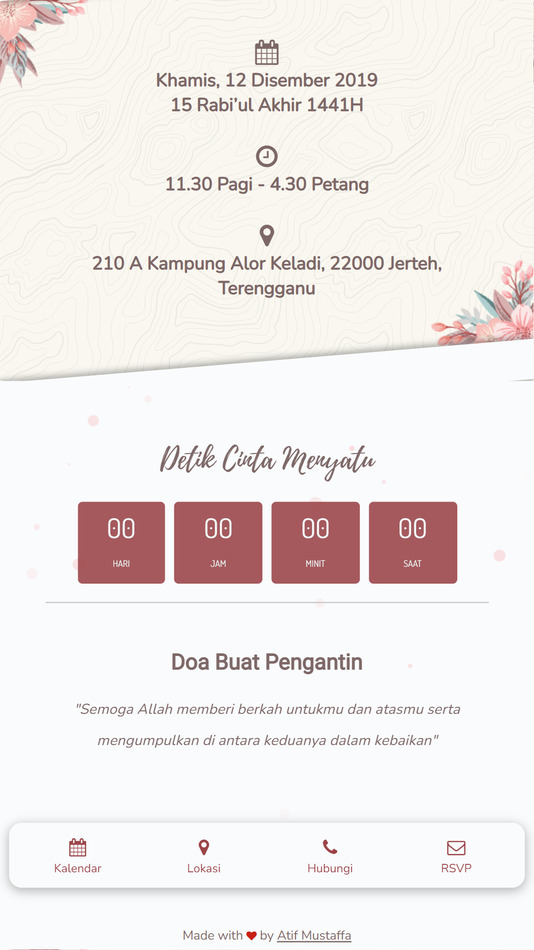 Khamis, 12 Disember 2019
15 Rabi'ul Akhir 1441H
11.30 Pagi - 4.30 Petang
210 A Kampung Alor Keladi, 22000 Jerteh,
Terengganu
Detik Cinta Menyatu
00 00 00 00
HARI JAM MINIT SAAT
Doa Buat Pengantin
"Semoga Allah memberi berkah untukmu dan atasmu serta
mengumpulkan di antara keduanya dalam kebaikan"
Kalendar Lokasi Hubungi RSVP
Made with ❤ by Atif Mustaffa